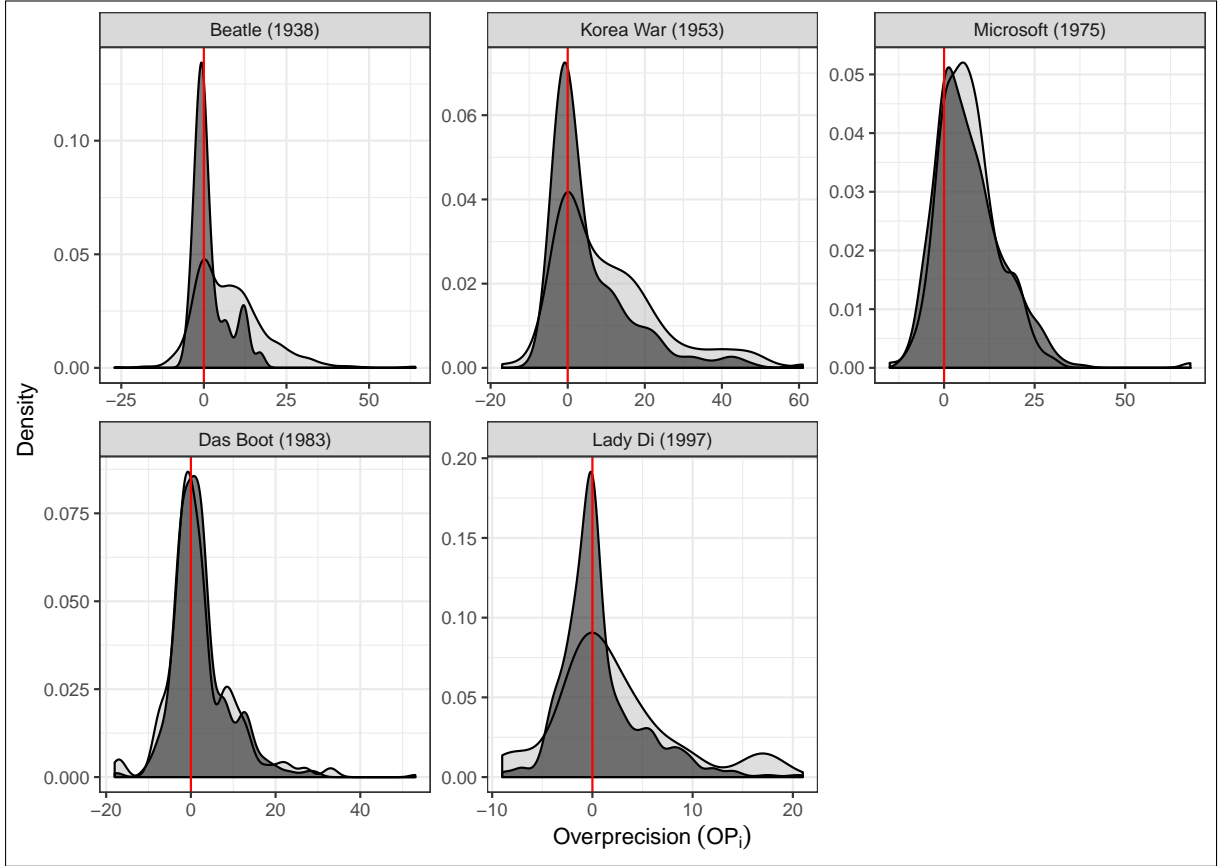 Beatle (1938)
Korea War (1953)
Microsoft (1975)
0.10
0.05
0.00
−25 0 25 50
0.06
0.04
0.02
0.00
−20 0 20 40 60
0.05
0.04
0.03
0.02
0.01
0.00
0 25 50
Density
Das Boot (1983)
Lady Di (1997)
0.075
0.050
0.025
0.000
−20 0 20 40
0.20
0.15
0.10
0.05
0.00
−10 0 10 20
Overprecision (OPi)